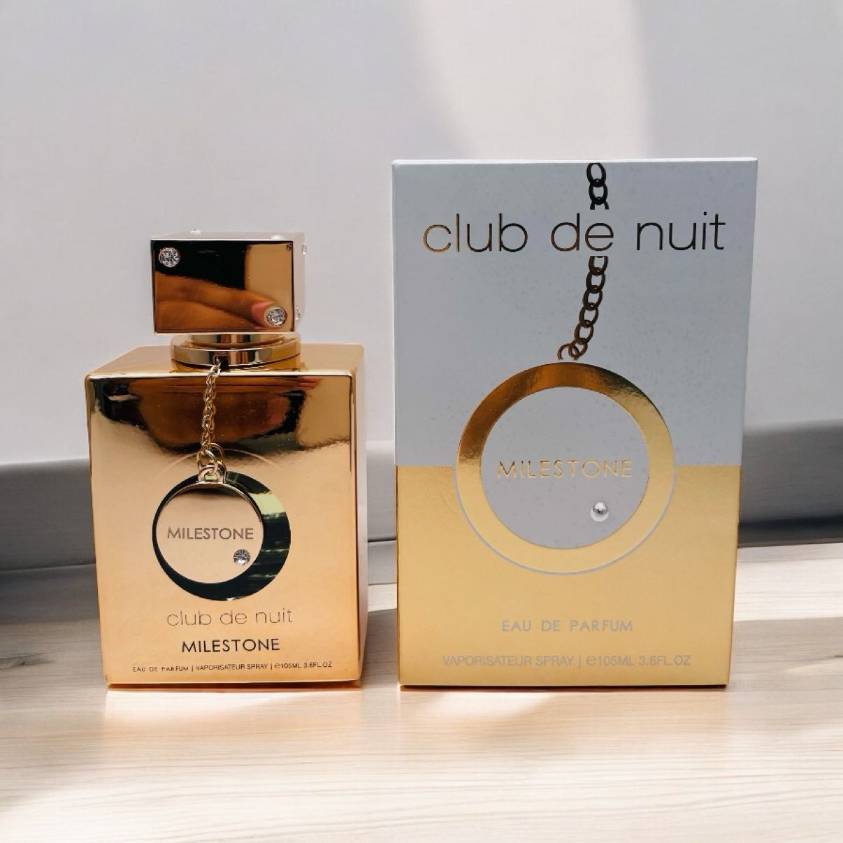 MILESTONE
club de nuit
MILESTONE
EAU DE PARFUM | VAPORISATEUR SPRAY | ℮105ML 3.6FL.OZ
club de nuit
MILESTONE
EAU DE PARFUM
VAPORISATEUR SPRAY | ℮105ML 3.6FL.OZ